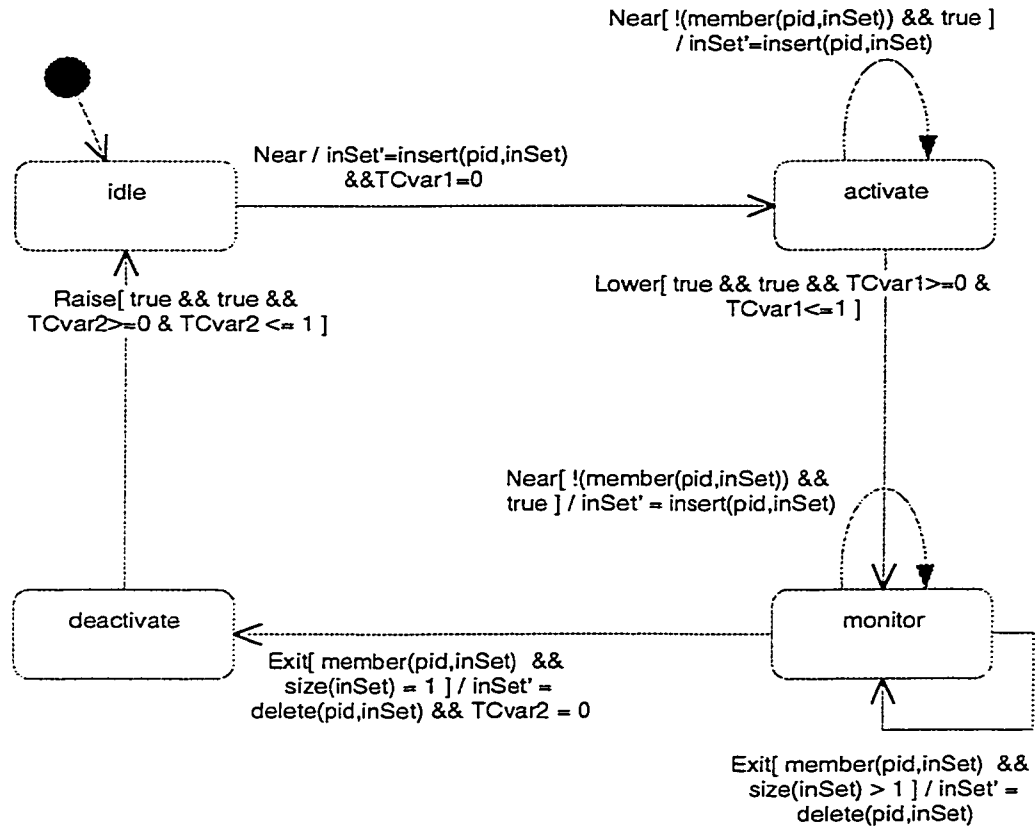 Near[ !(member(pid,inSet)) && true ]
/ inSet'=insert(pid,inSet)
Near / inSet'=insert(pid,inSet)
&&TCvar1=0
idle
activate
Raise[ true && true &&
TCvar2>=0 & TCvar2 <= 1 ]
Lower[ true && true && TCvar1>=0 &
TCvar1<=1 ]
Near[ !(member(pid,inSet)) &&
true ] / inSet' = insert(pid,inSet)
deactivate
monitor
Exit[ member(pid,inSet) &&
size(inSet) = 1 ] / inSet' =
delete(pid,inSet) && TCvar2 = 0
Exit[ member(pid,inSet) &&
size(inSet) > 1 ] / inSet' =
delete(pid,inSet)